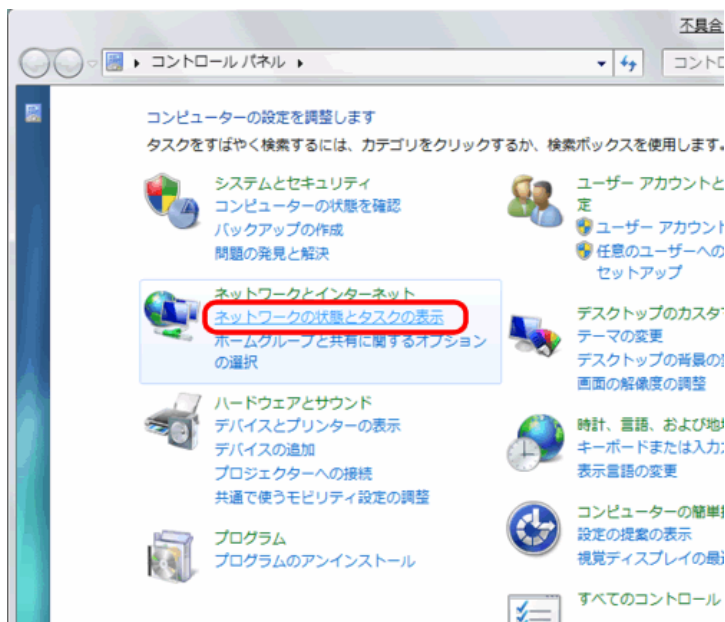 不具合
コントロール パネル
コントロ
コンピューターの設定を調整します
タスクをすばやく検索するには、カテゴリをクリックするか、検索ボックスを使用します。
システムとセキュリティ
コンピューターの状態を確認
バックアップの作成
問題の発見と解決
ネットワークとインターネット
ネットワークの状態とタスクの表示
ホームグループと共有に関するオプション
の選択
ハードウェアとサウンド
デバイスとプリンターの表示
デバイスの追加
プロジェクターへの接続
共通で使うモビリティ設定の調整
プログラム
プログラムのアンインストール
ユーザー アカウントと
定
ユーザー アカウント
任意のユーザーへの
セットアップ
デスクトップのカスタ
テーマの変更
デスクトップの背景の
画面の解像度の調整
時計、言語、および地
キーボードまたは入力
表示言語の変更
コンピューターの簡単
設定の提案の表示
視覚ディスプレイの最
すべてのコントロール